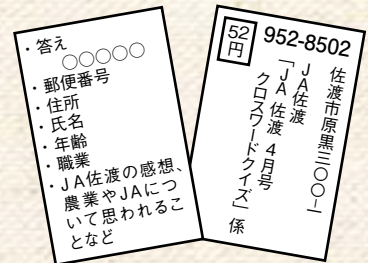 ・答え
○○○○○
・郵便番号
・住所
・氏名
・年齢
・職業
・JA佐渡の感想、
農業やJAにつ
いて思われるこ
となど
52
円
952-8502
佐渡市原黒三〇〇ー一
JA佐渡
「JA佐渡 4月号
クロスワードクイズ」係